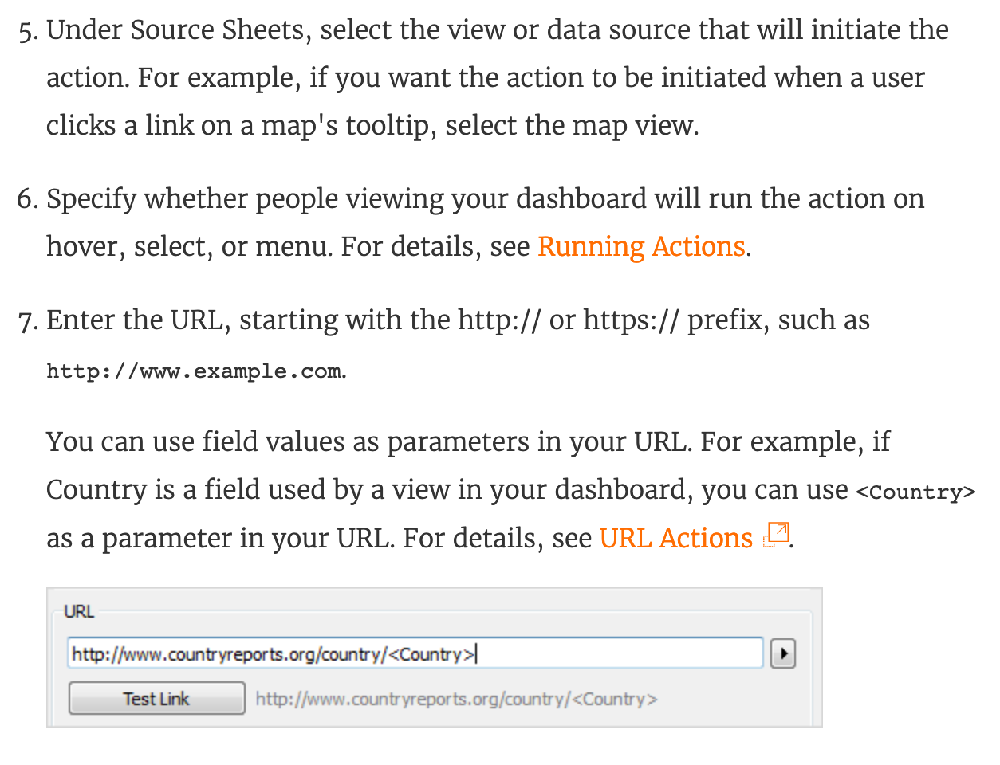 5. Under Source Sheets, select the view or data source that will initiate the
action. For example, if you want the action to be initiated when a user
clicks a link on a map's tooltip, select the map view.
6. Specify whether people viewing your dashboard will run the action on
hover, select, or menu. For details, see Running Actions.
7. Enter the URL, starting with the http:// or https:// prefix, such as
http://www.example.com.
You can use field values as parameters in your URL. For example, if
Country is a field used by a view in your dashboard, you can use <Country>
as a parameter in your URL. For details, see URL Actions.
URL
http://www.countryreports.org/country/<Country>
Test Link http://www.countryreports.org/country/<Country>